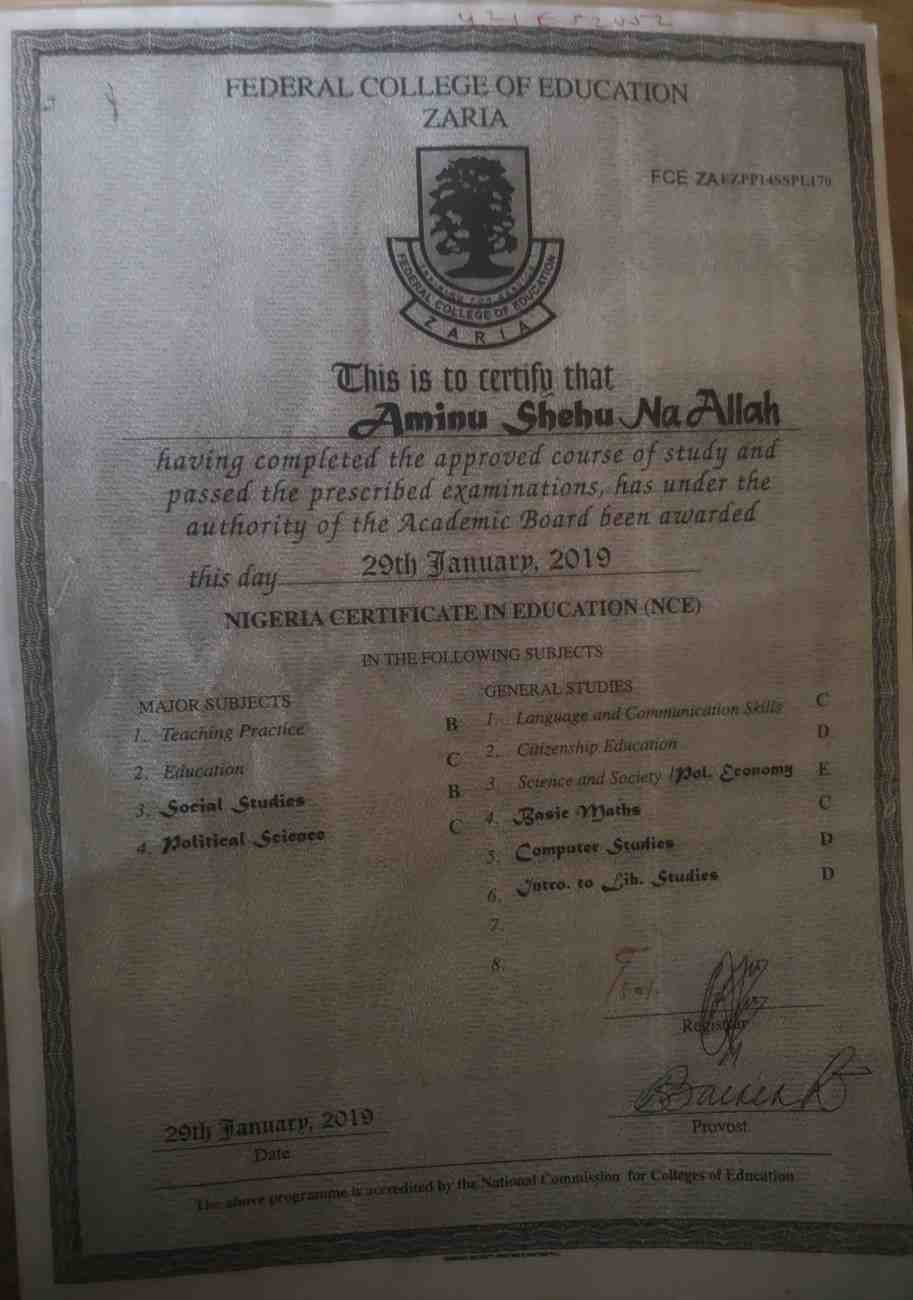 FEDERAL COLLEGE OF EDUCATION
ZARIA
FCE ZA
FEDERAL COLLEGE OF EDUCATION
ZARIA
This is to certify that
Aminu Shehu Na Allah
having completed the approved course of study and
passed the prescribed examinations, has under the
authority of the Academic Board been awarded
this day 29th January, 2019
NIGERIA CERTIFICATE IN EDUCATION (NCE)
IN THE FOLLOWING SUBJECTS
MAJOR SUBJECTS
1. Teaching Practice B
2. Education C
3. Social Studies B
4. Political Science C
GENERAL STUDIES
1. Language and Communication Skills C
2. Citizenship Education D
3. Science and Society /Pol. Economy E
4. Basic Maths C
5. Computer Studies D
6. Intro. to Lib. Studies D
7.
8.
Registrar
Provost
29th January, 2019
Date
The above programme is accredited by the National Commission for Colleges of Education